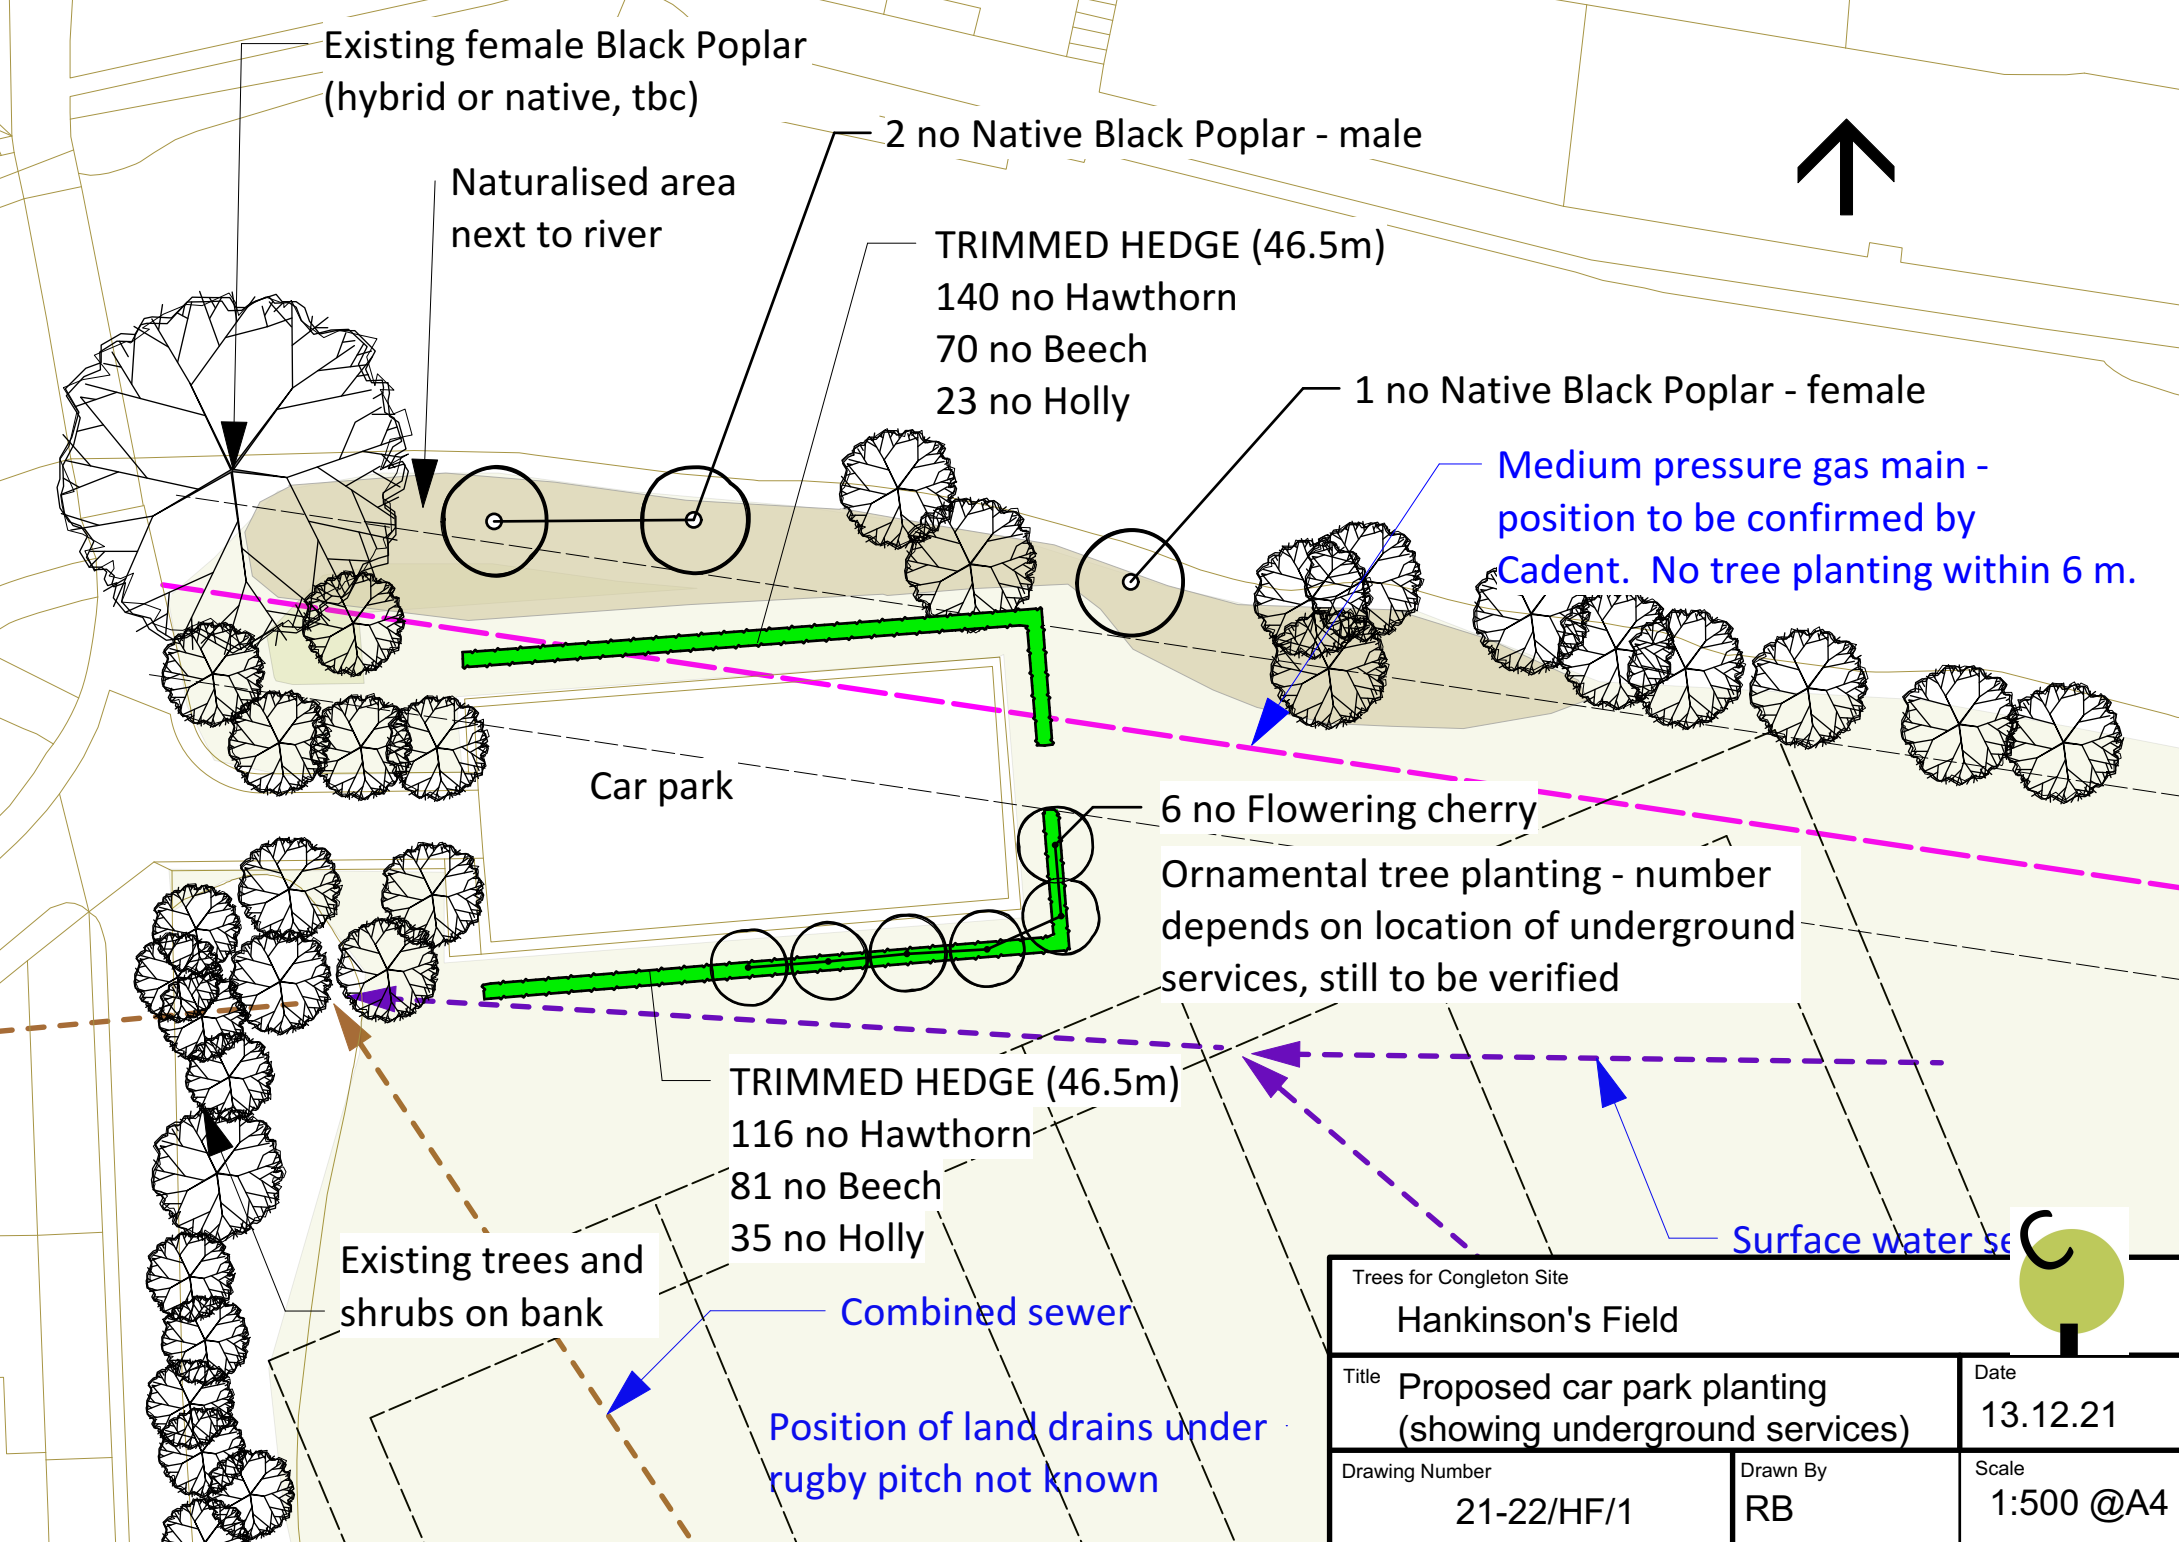 Existing female Black Poplar
(hybrid or native, tbc)
2 no Native Black Poplar - male
Naturalised area
next to river
TRIMMED HEDGE (46.5m)
140 no Hawthorn
70 no Beech
23 no Holly
1 no Native Black Poplar - female
Medium pressure gas main -
position to be confirmed by
Cadent. No tree planting within 6 m.
Car park
6 no Flowering cherry
Ornamental tree planting - number
depends on location of underground
services, still to be verified
TRIMMED HEDGE (46.5m)
116 no Hawthorn
81 no Beech
35 no Holly
Existing trees and
shrubs on bank
Combined sewer
Surface water se
Position of land drains under
rugby pitch not known
Trees for Congleton Site
Hankinson's Field
Title
Proposed car park planting
(showing underground services)
Date
13.12.21
Drawing Number
21-22/HF/1
Drawn By
RB
Scale
1:500 @A4